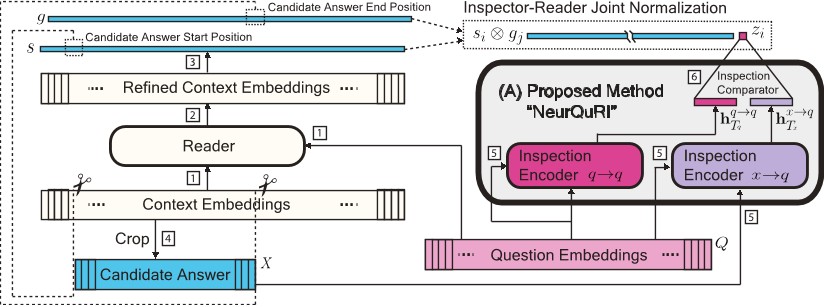 g
Candidate Answer End Position
Inspector-Reader Joint Normalization
Candidate Answer Start Position
s
s_i ⊗ g_j
z_i
3
Refined Context Embeddings
2
Reader
1
1
Context Embeddings
Crop
4
Candidate Answer
X
(A) Proposed Method
"NeurQuRI"
6
Inspection
Comparator
h_{T_q}^{q→q}
h_{T_x}^{x→q}
5
Inspection
Encoder q→q
5
Inspection
Encoder x→q
5
Question Embeddings
Q